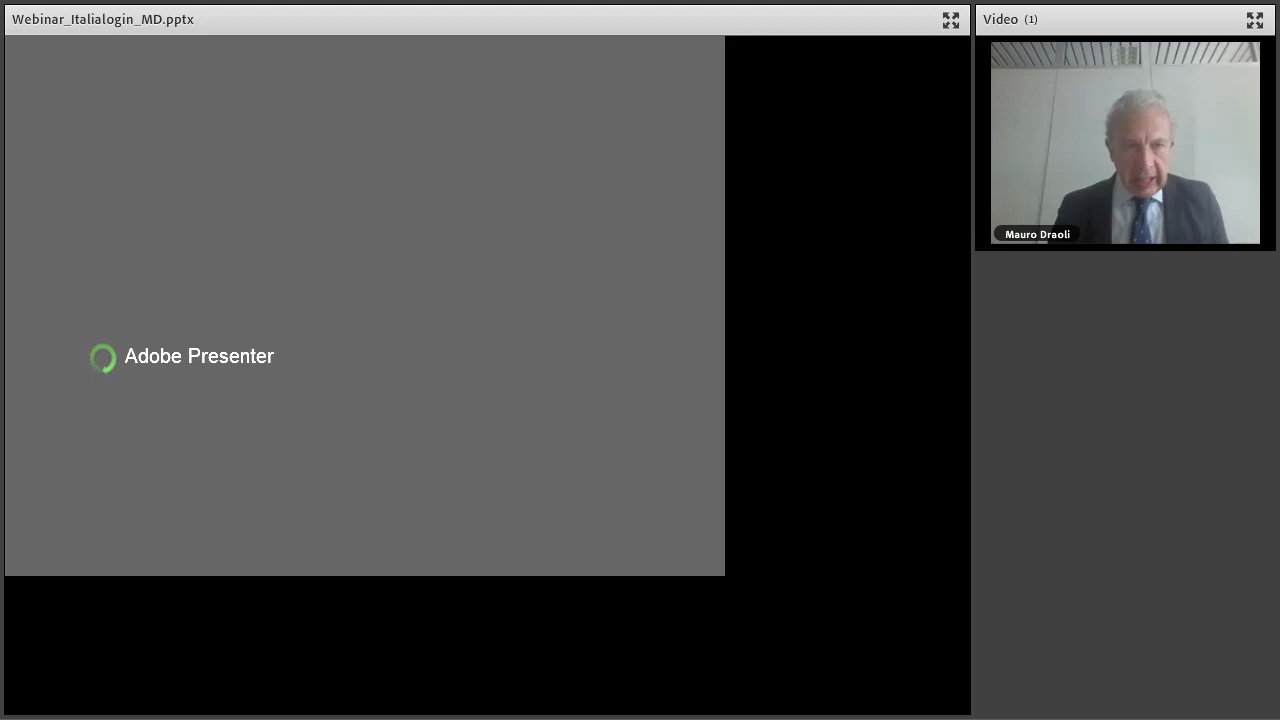 Webinar_Italialogin_MD.pptx
Video (1)
Mauro Draoli
Adobe Presenter